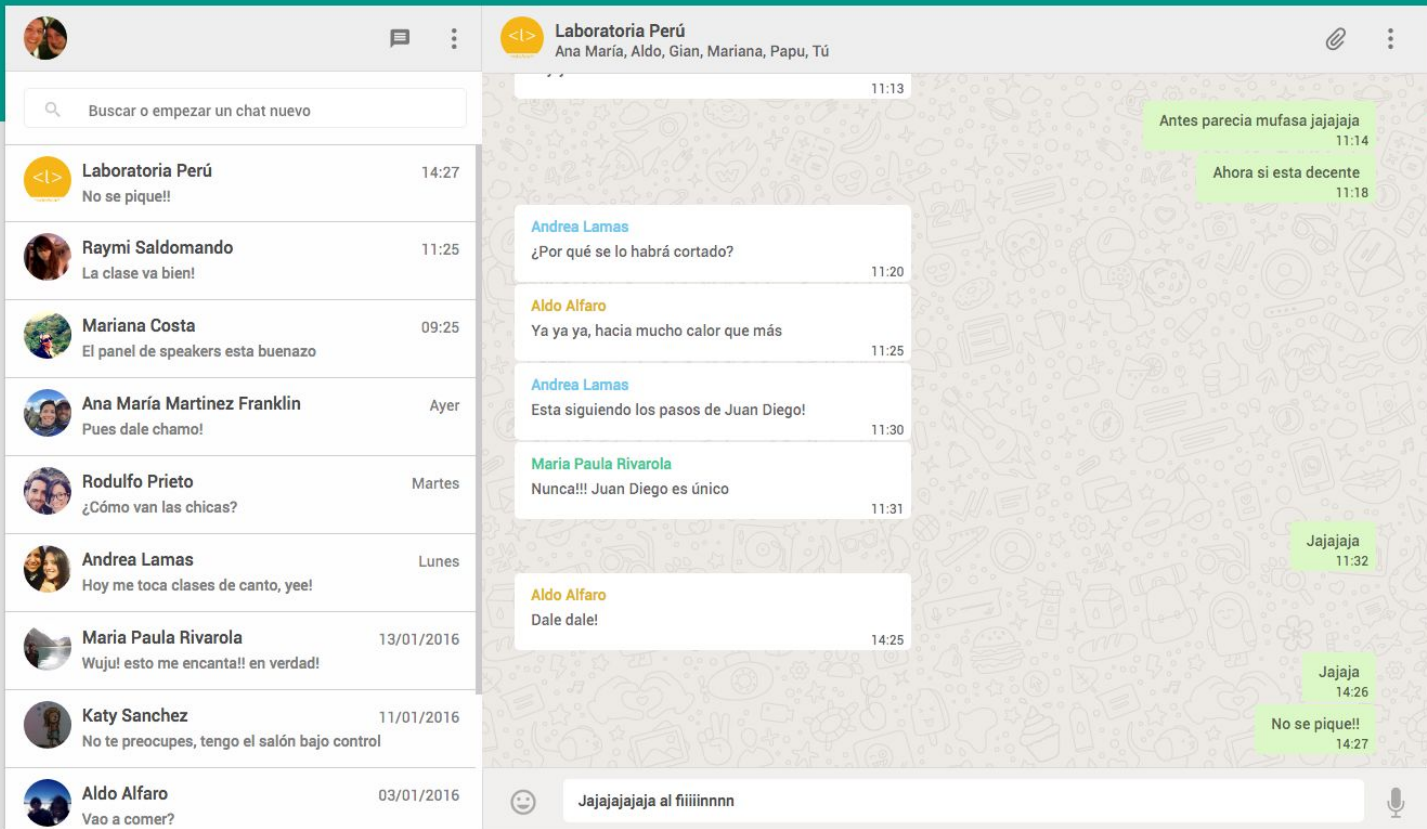 Buscar o empezar un chat nuevo
Laboratoria Perú
14:27
No se pique!!
Raymi Saldomando
11:25
La clase va bien!
Mariana Costa
09:25
El panel de speakers esta buenazo
Ana María Martinez Franklin
Ayer
Pues dale chamo!
Rodulfo Prieto
Martes
¿Cómo van las chicas?
Andrea Lamas
Lunes
Hoy me toca clases de canto, yee!
Maria Paula Rivarola
13/01/2016
Wuju! esto me encanta!! en verdad!
Katy Sanchez
11/01/2016
No te preocupes, tengo el salón bajo control
Aldo Alfaro
03/01/2016
Vao a comer?
<l>
Laboratoria Perú
Ana María, Aldo, Gian, Mariana, Papu, Tú
11:13
Antes parecia mufasa jajajaja
11:14
Ahora si esta decente
11:18
Andrea Lamas
¿Por qué se lo habrá cortado?
11:20
Aldo Alfaro
Ya ya ya, hacia mucho calor que más
11:25
Andrea Lamas
Esta siguiendo los pasos de Juan Diego!
11:30
Maria Paula Rivarola
Nunca!!! Juan Diego es único
11:31
Jajajaja
11:32
Aldo Alfaro
Dale dale!
14:25
Jajaja
14:26
No se pique!!
14:27
Jajajajajaja al fiiiiinnnn